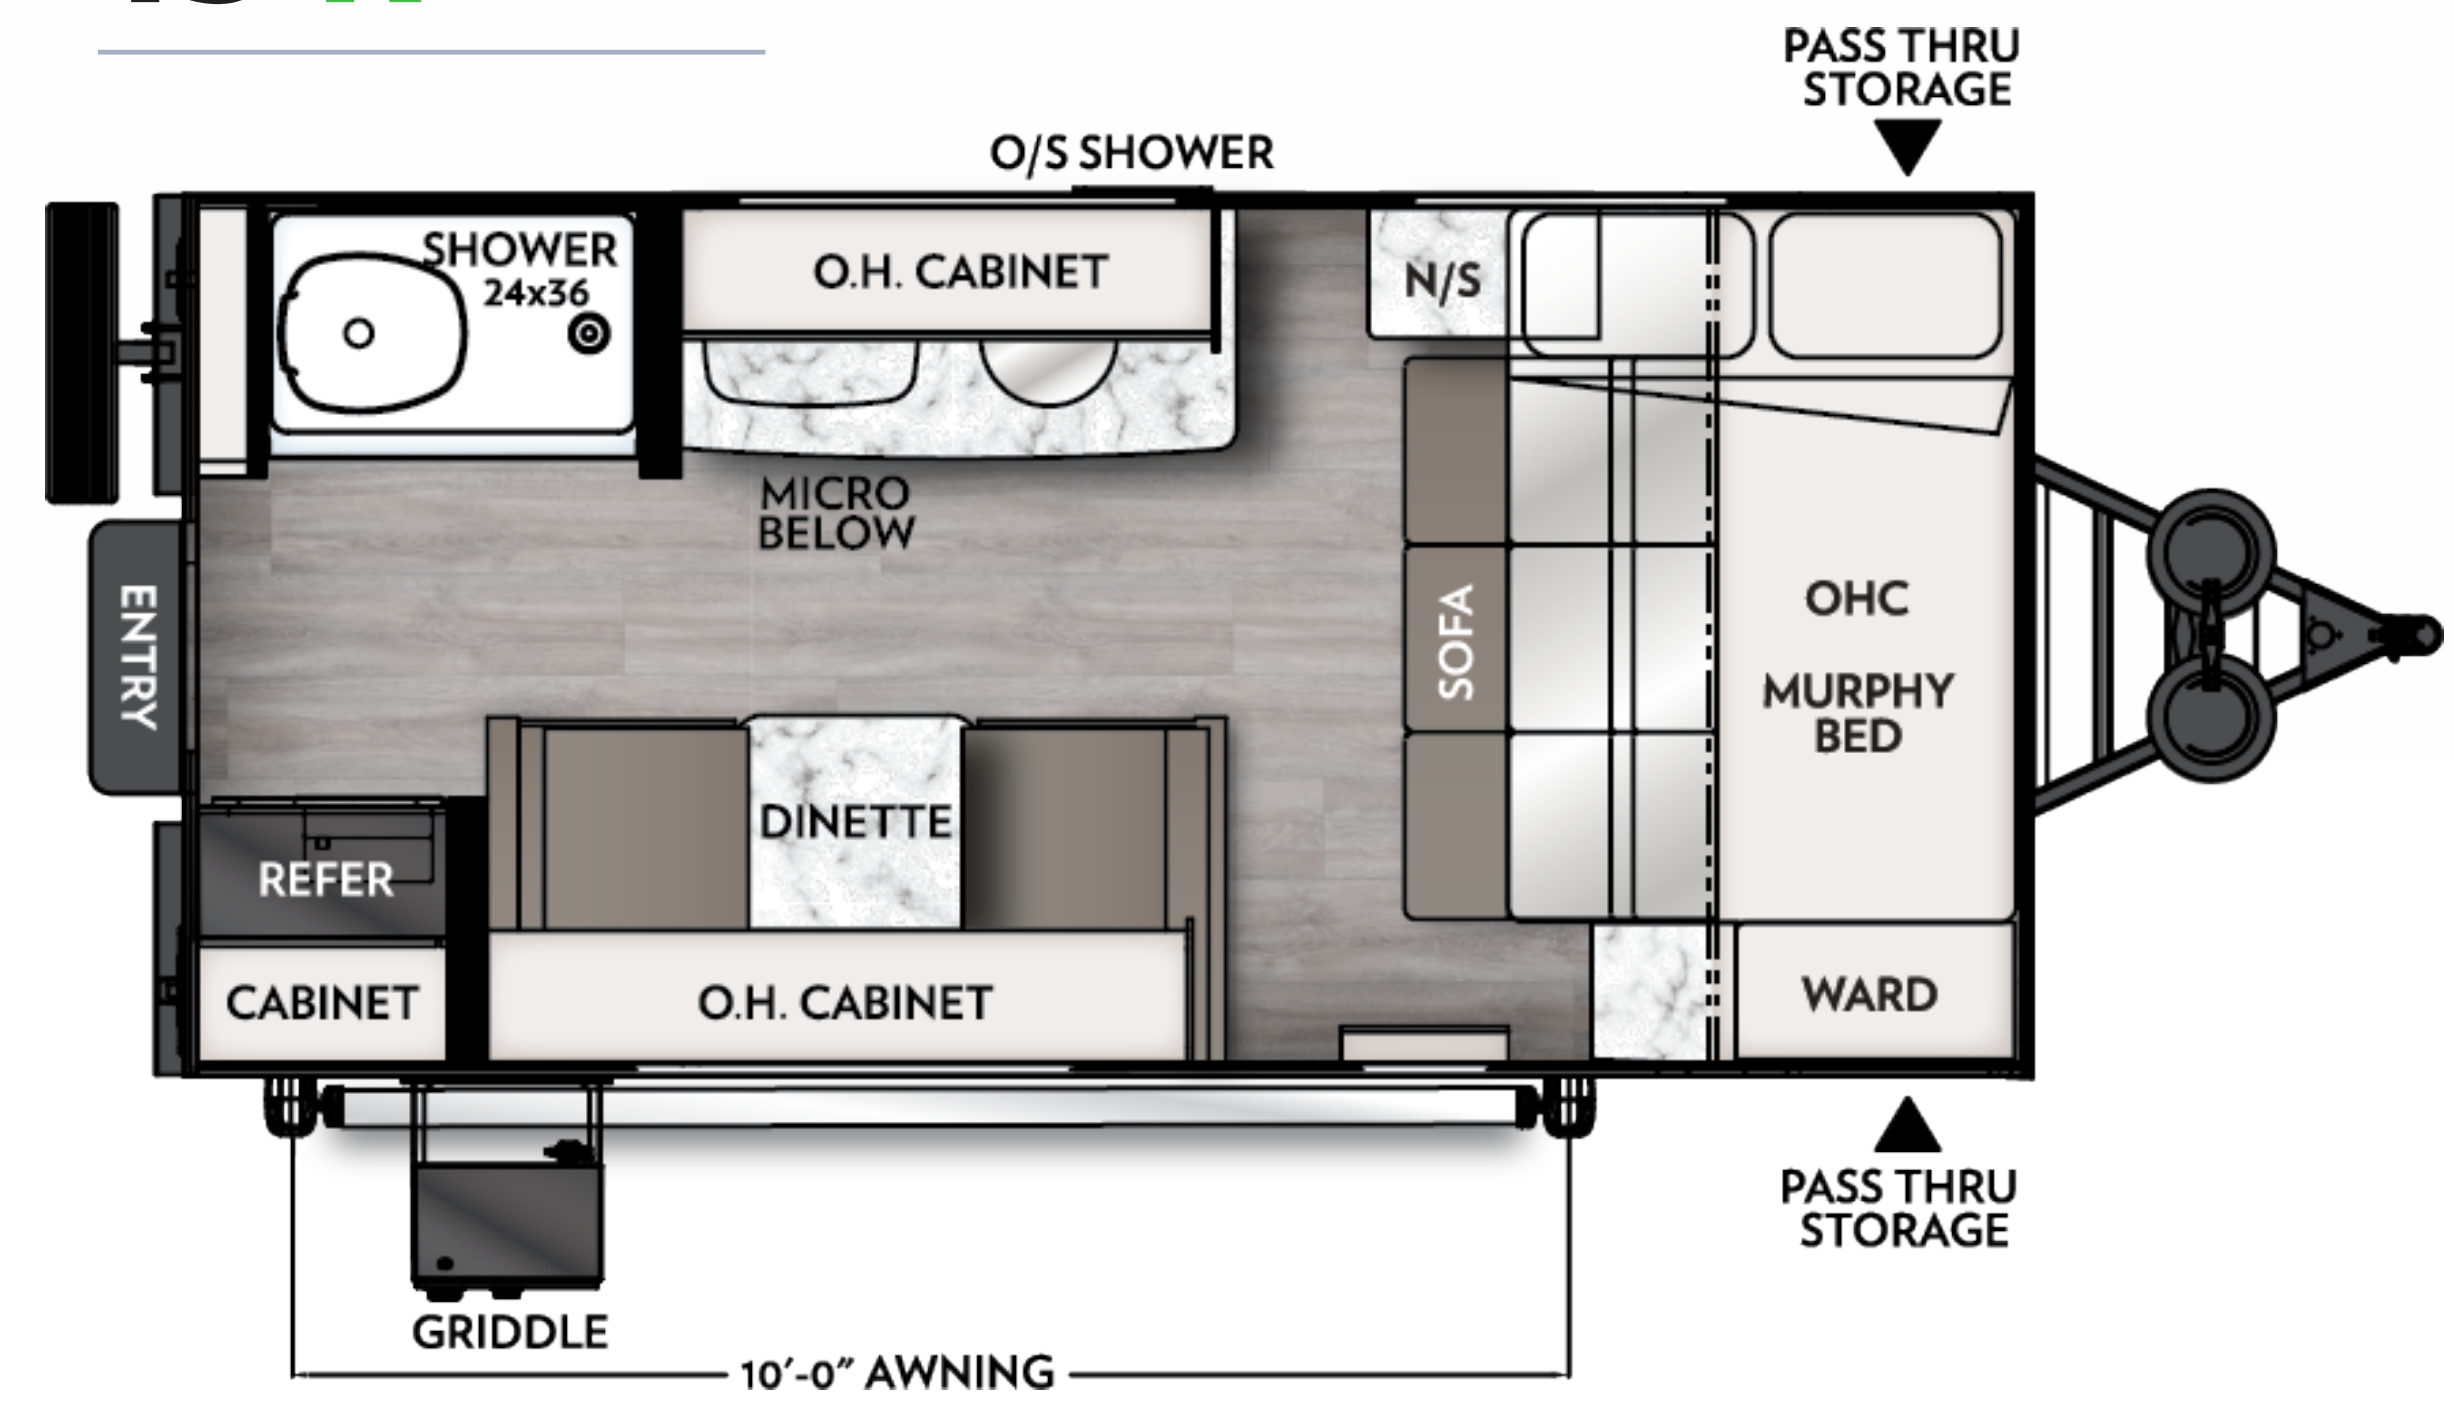 PASS THRU
STORAGE
O/S SHOWER
SHOWER
24x36
O.H. CABINET
N/S
MICRO
BELOW
ENTRY
SOFA
OHC
MURPHY
BED
DINETTE
REFER
CABINET
O.H. CABINET
WARD
PASS THRU
STORAGE
GRIDDLE
10'-0" AWNING